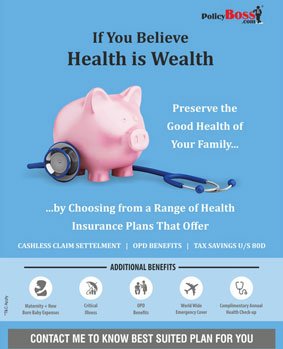 PolicyBoss
.com
If You Believe
Health is Wealth
Preserve the
Good Health of
Your Family...
...by Choosing from a Range of Health
Insurance Plans That Offer
CASHLESS CLAIM SETTELMENT | OPD BENEFITS | TAX SAVINGS U/S 80D
ADDITIONAL BENEFITS
Maternity + New
Born Baby Expenses
Critical
Illness
OPD
Benefits
World Wide
Emergency Cover
Complimentary Annual
Health Check-up
*T&C Apply
CONTACT ME TO KNOW BEST SUITED PLAN FOR YOU